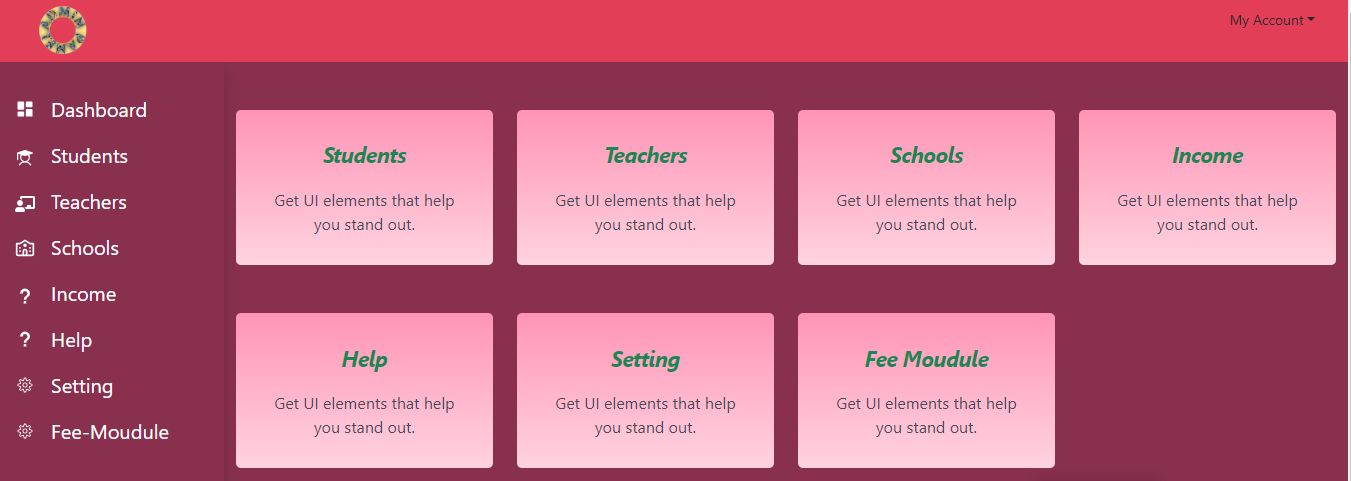 My Account
Dashboard
Students
Teachers
Schools
Income
Help
Setting
Fee-Moudule
Students
Get UI elements that help
you stand out.
Teachers
Get UI elements that help
you stand out.
Schools
Get UI elements that help
you stand out.
Income
Get UI elements that help
you stand out.
Help
Get UI elements that help
you stand out.
Setting
Get UI elements that help
you stand out.
Fee Moudule
Get UI elements that help
you stand out.